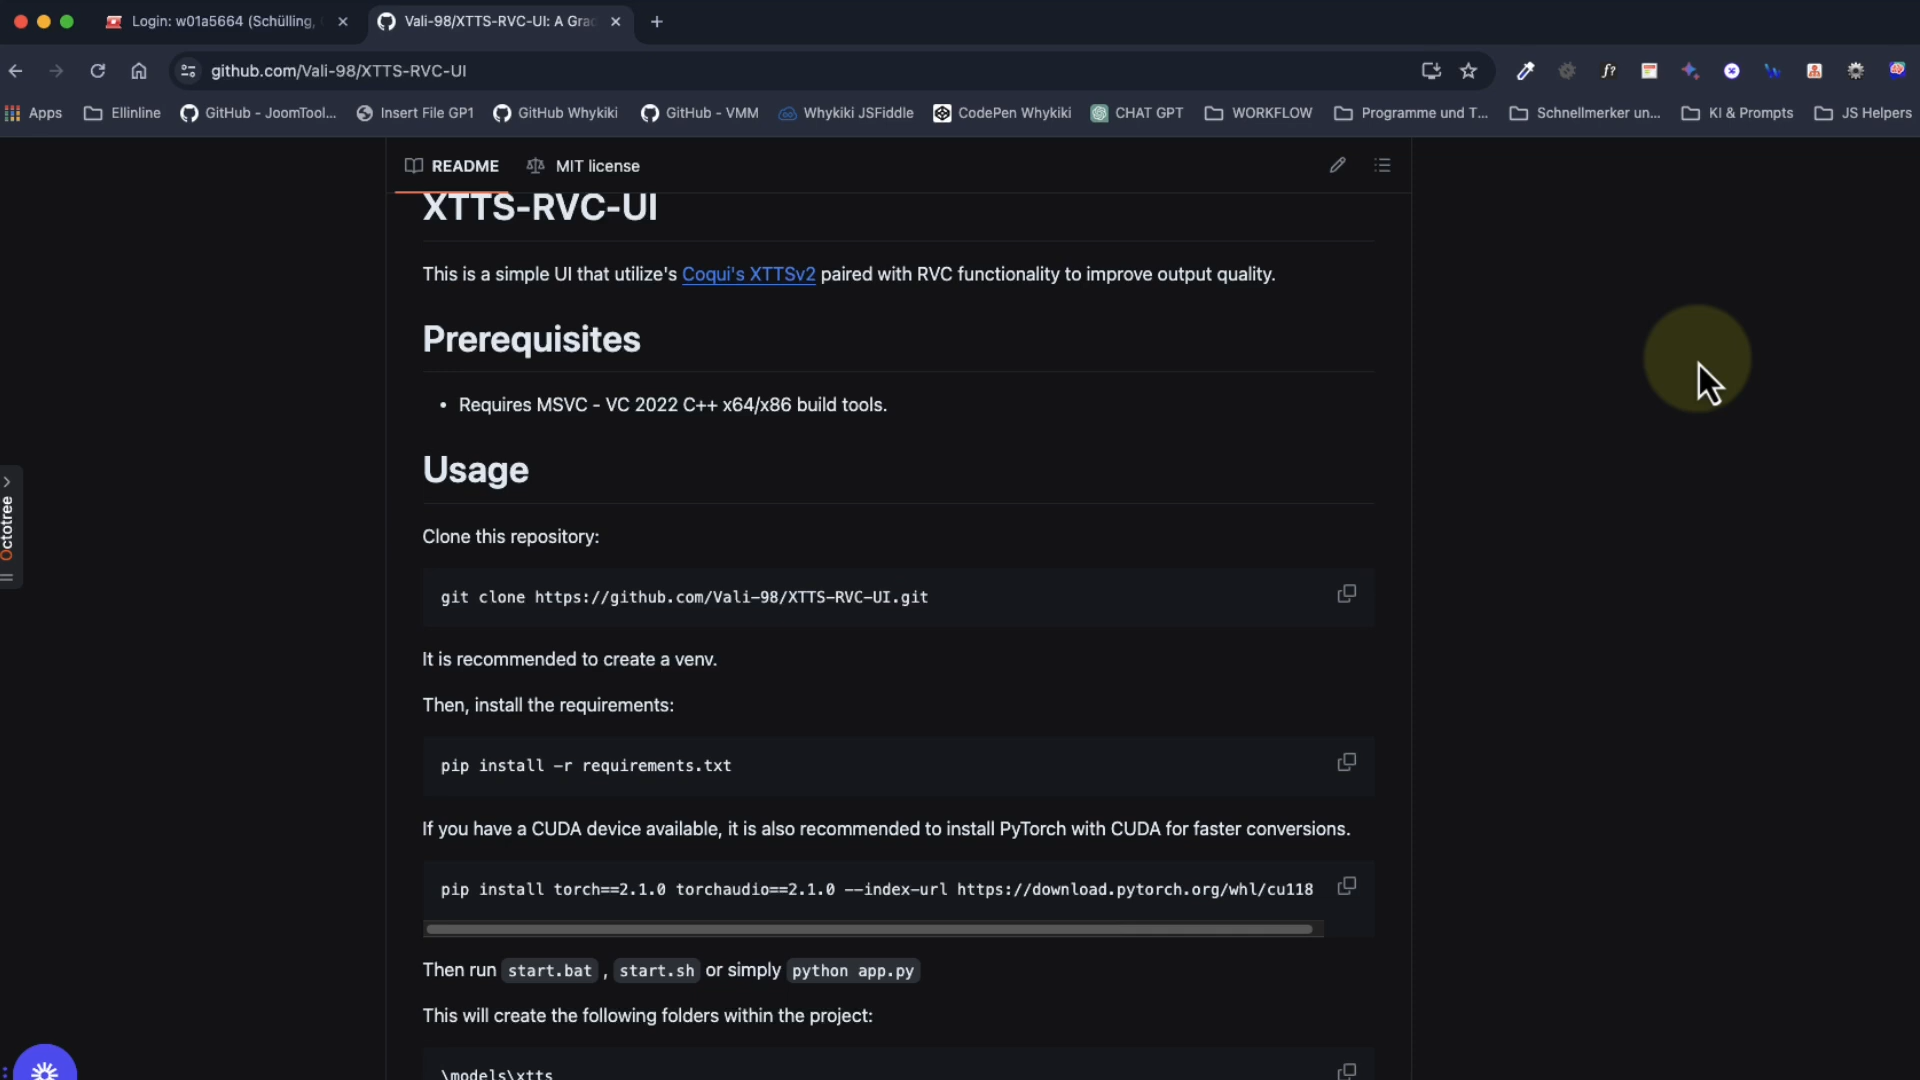 Login: w01a5664 (Schülling,
Vali-98/XTTS-RVC-UI: A Gra
github.com/Vali-98/XTTS-RVC-UI
Apps
Ellinline
GitHub - JoomTool...
Insert File GP1
GitHub Whykiki
GitHub - VMM
Whykiki JSFiddle
CodePen Whykiki
CHAT GPT
WORKFLOW
Programme und T...
Schnellmerker un...
KI & Prompts
JS Helpers
README
MIT license
XTTS-RVC-UI
This is a simple UI that utilize's Coqui's XTTSv2 paired with RVC functionality to improve output quality.
Prerequisites
• Requires MSVC - VC 2022 C++ x64/x86 build tools.
Usage
Octotree
Clone this repository:
git clone https://github.com/Vali-98/XTTS-RVC-UI.git
It is recommended to create a venv.
Then, install the requirements:
pip install -r requirements.txt
If you have a CUDA device available, it is also recommended to install PyTorch with CUDA for faster conversions.
pip install torch==2.1.0 torchaudio==2.1.0 --index-url https://download.pytorch.org/whl/cu118
Then run start.bat , start.sh or simply python app.py
This will create the following folders within the project:
\models\xtts